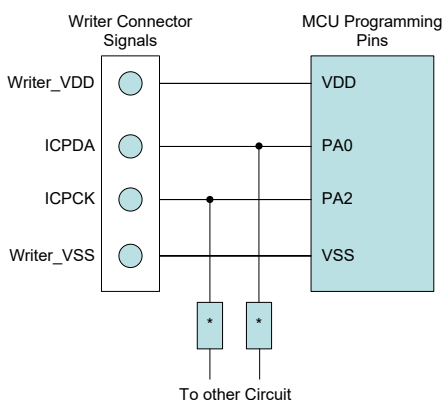 Writer Connector
Signals
MCU Programming
Pins
Writer_VDD
VDD
ICPDA
PA0
ICPCK
PA2
Writer_VSS
VSS
*
*
To other Circuit